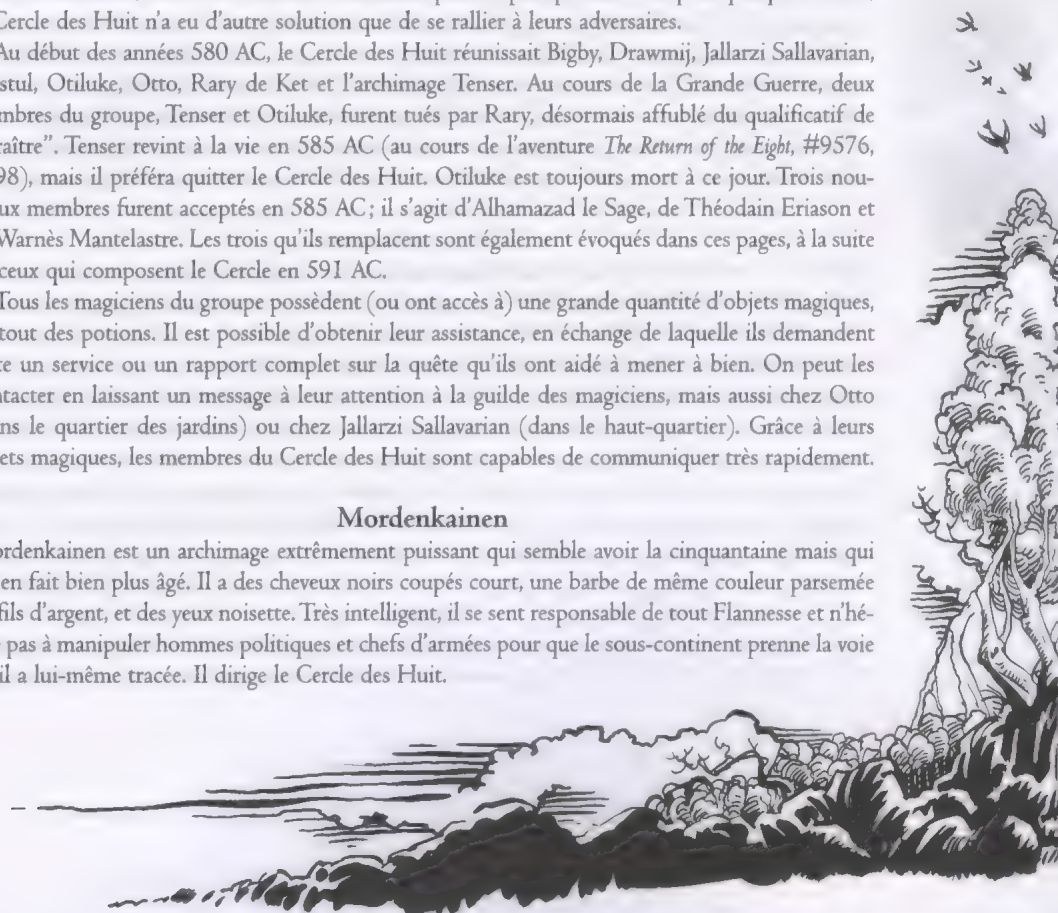 Cercle des Huit n'a eu d'autre solution que de se rallier à leurs adversaires.
Au début des années 580 AC, le Cercle des Huit réunissait Bigby, Drawmij, Jallarzi Sallavarian,
stul, Otiluke, Otto, Rary de Ket et l'archimage Tenser. Au cours de la Grande Guerre, deux
mbres du groupe, Tenser et Otiluke, furent tués par Rary, désormais affublé du qualificatif de
raître”. Tenser revint à la vie en 585 AC (au cours de l'aventure The Return of the Eight, #9576,
98), mais il préféra quitter le Cercle des Huit. Otiluke est toujours mort à ce jour. Trois nou-
ux membres furent acceptés en 585 AC; il s'agit d'Alhamazad le Sage, de Théodain Eriason et
Warnès Mantelastre. Les trois qu'ils remplacent sont également évoqués dans ces pages, à la suite
ceux qui composent le Cercle en 591 AC.
Tous les magiciens du groupe possèdent (ou ont accès à) une grande quantité d'objets magiques,
tout des potions. Il est possible d'obtenir leur assistance, en échange de laquelle ils demandent
te un service ou un rapport complet sur la quête qu'ils ont aidé à mener à bien. On peut les
ntacter en laissant un message à leur attention à la guilde des magiciens, mais aussi chez Otto
ns le quartier des jardins) ou chez Jallarzi Sallavarian (dans le haut-quartier). Grâce à leurs
ets magiques, les membres du Cercle des Huit sont capables de communiquer très rapidement.
Mordenkainen
ordenkainen est un archimage extrêmement puissant qui semble avoir la cinquantaine mais qui
en fait bien plus âgé. Il a des cheveux noirs coupés court, une barbe de même couleur parsemée
fils d'argent, et des yeux noisette. Très intelligent, il se sent responsable de tout Flannesse et n'hé-
pas à manipuler hommes politiques et chefs d'armées pour que le sous-continent prenne la voie
il a lui-même tracée. Il dirige le Cercle des Huit.